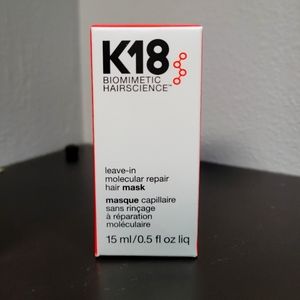 K18
BIOMIMETIC
HAIRSCIENCE™
leave-in
molecular repair
hair mask
masque capillaire
sans rinçage
à réparation
moléculaire
15 ml/0.5 fl oz liq